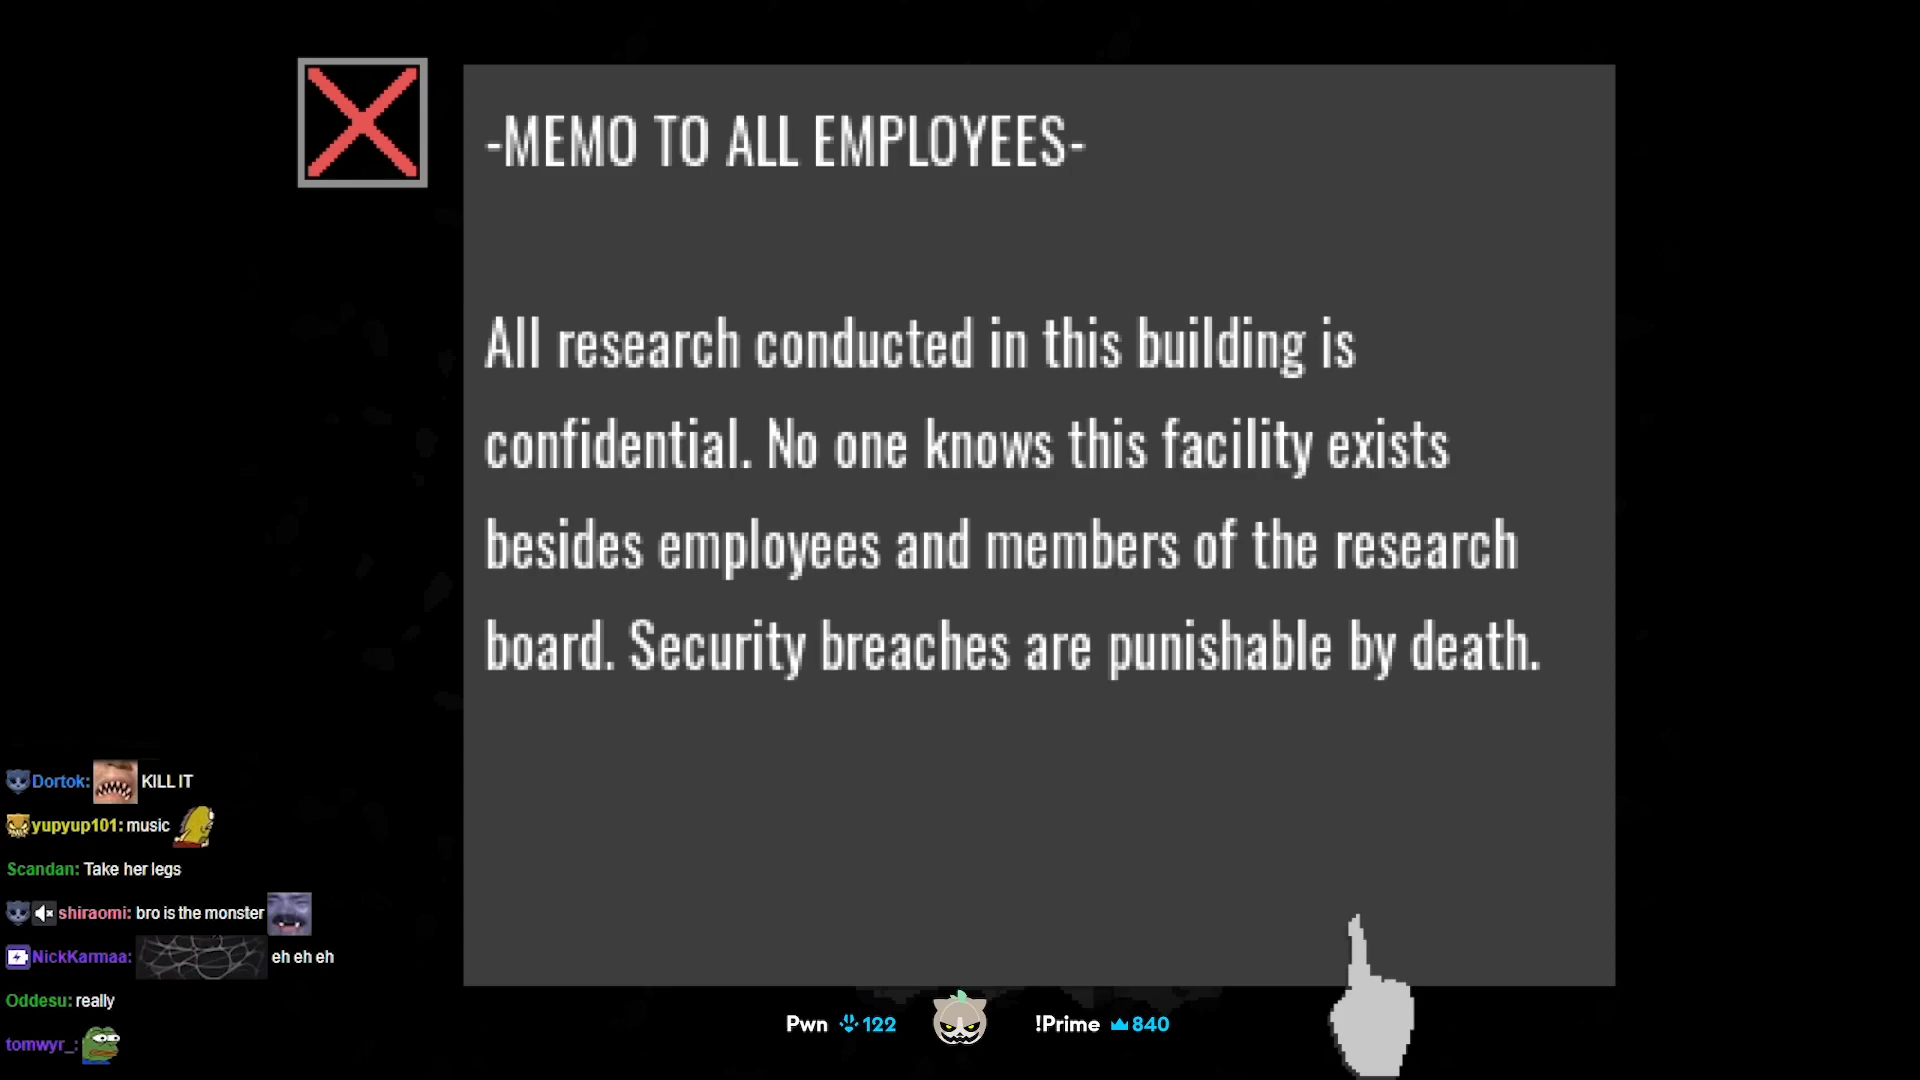 -MEMO TO ALL EMPLOYEES-
All research conducted in this building is
confidential. No one knows this facility exists
besides employees and members of the research
board. Security breaches are punishable by death.
Dortok: KILL IT
yupyup101: music
Scandan: Take her legs
shiraomi: bro is the monster
NickKarmaa: eh eh eh
Oddesu: really
tomwyr_:
Pwn 122 !Prime 840